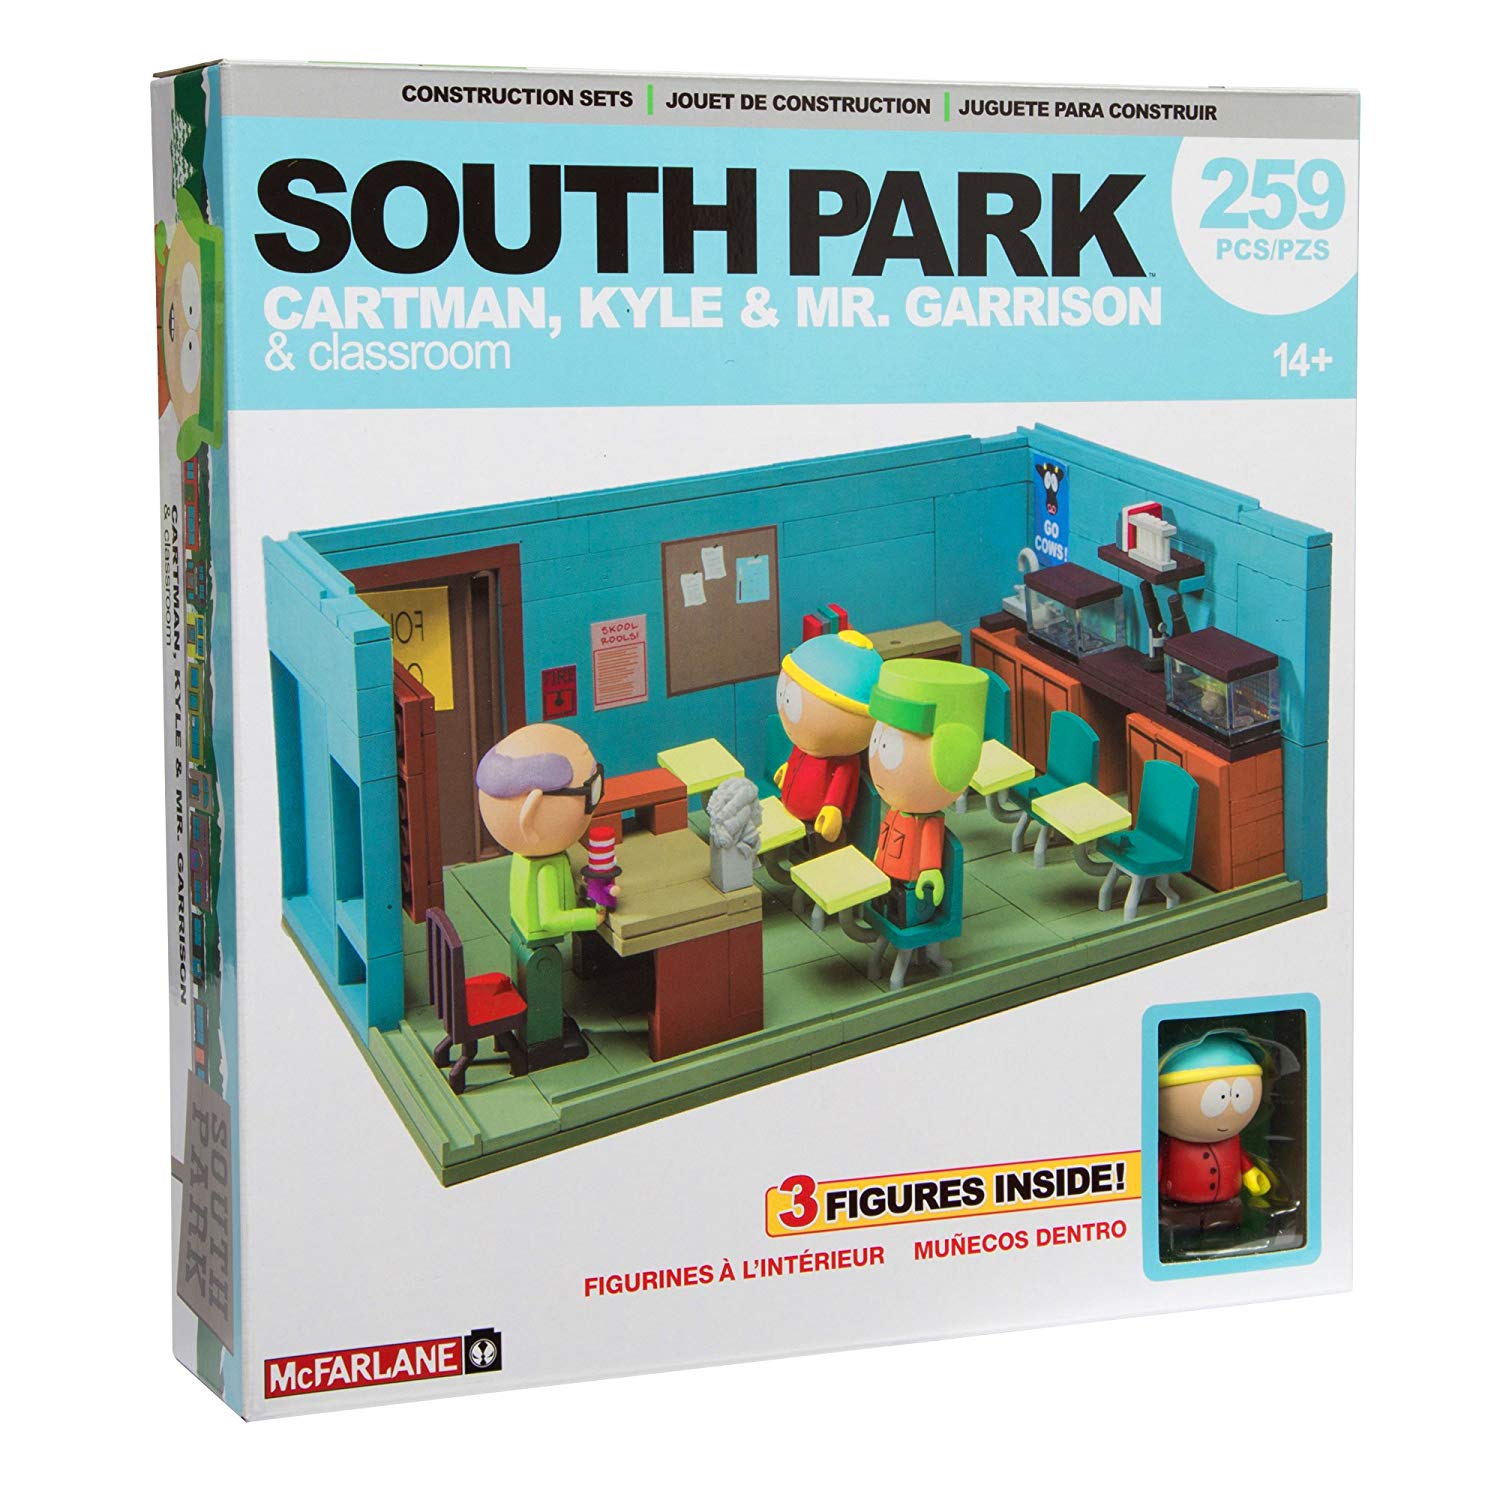 CONSTRUCTION SETS | JOUET DE CONSTRUCTION | JUGUETE PARA CONSTRUIR
SOUTH PARK™
259
PCS/PZS
CARTMAN, KYLE & MR. GARRISON
& classroom
14+
GO
COWS!
SKOOL
ROOLS!
FIRE
3 FIGURES INSIDE!
FIGURINES À L'INTÉRIEUR MUÑECOS DENTRO
McFARLANE
CARTMAN, KYLE & MR. GARRISON
& classroom
SOUTH
PARK